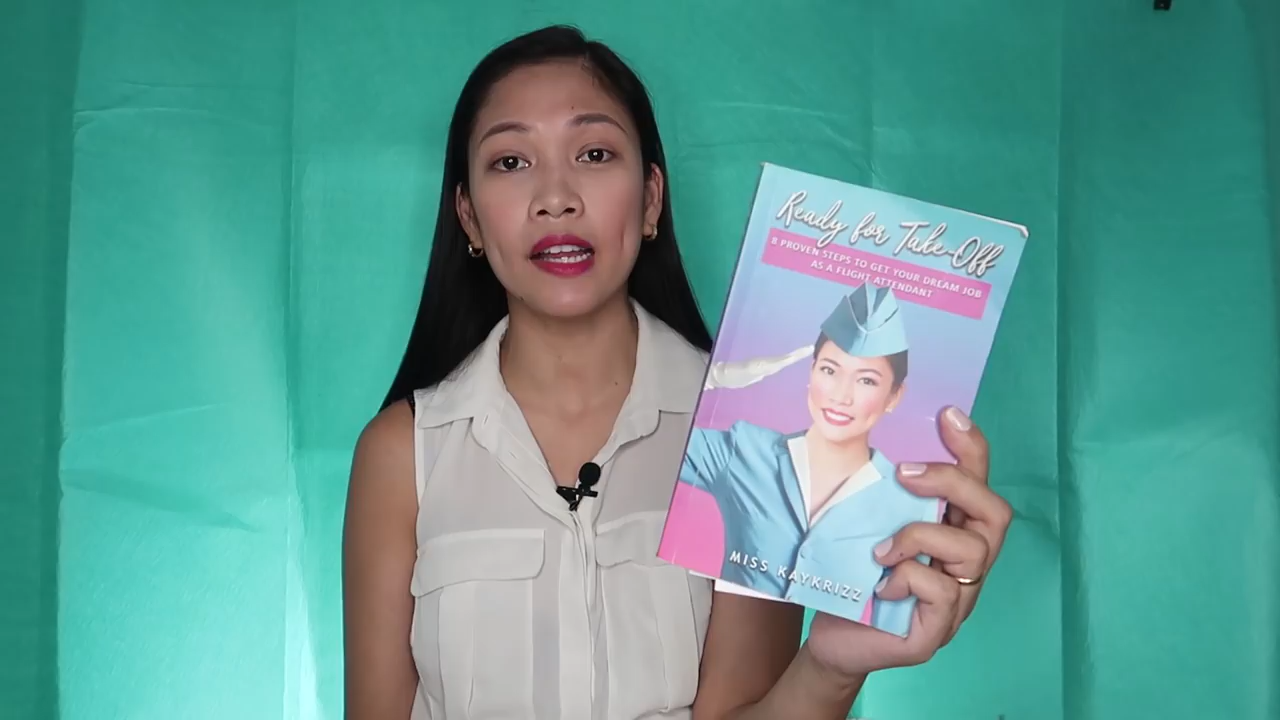 Ready for Take-Off
8 PROVEN STEPS TO GET YOUR DREAM JOB
AS A FLIGHT ATTENDANT
MISS KAYKRIZZ